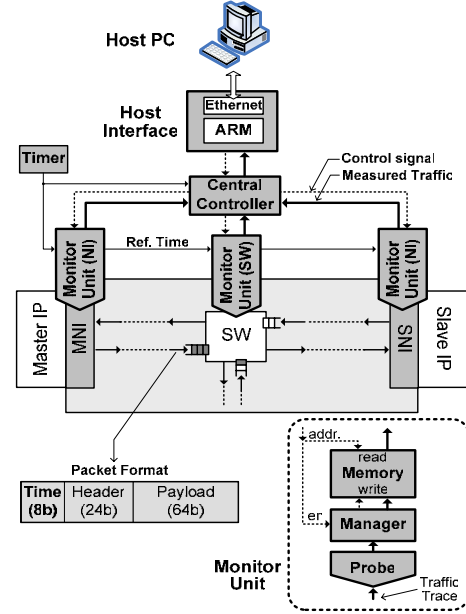 Host PC
Ethernet
Host
Interface
ARM
Timer
Control signal
Measured Traffic
Central
Controller
Monitor
Unit (NI)
Ref. Time
Monitor
Unit (SW)
Monitor
Unit (NI)
Master IP
MNI
SW
SNI
Slave IP
Packet Format
Time
(8b)
Header
(24b)
Payload
(64b)
addr.
read
Memory
write
en
Manager
Probe
Monitor
Unit
Traffic
Trace